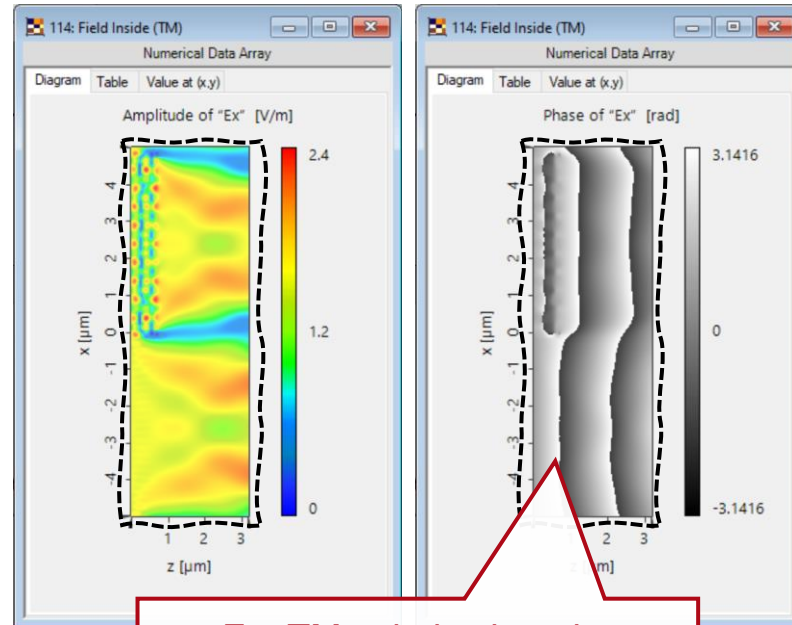 114: Field Inside (TM)
Numerical Data Array
Diagram Table Value at (x,y)
Amplitude of "Ex" [V/m]
2.4
1.2
0
4
3
2
1
0
-1
-2
-3
-4
x [µm]
1 2 3
z [µm]
114: Field Inside (TM)
Numerical Data Array
Diagram Table Value at (x,y)
Phase of "Ex" [rad]
3.1416
0
-3.1416
4
3
2
1
0
-1
-2
-3
-4
x [µm]
2 3
m]